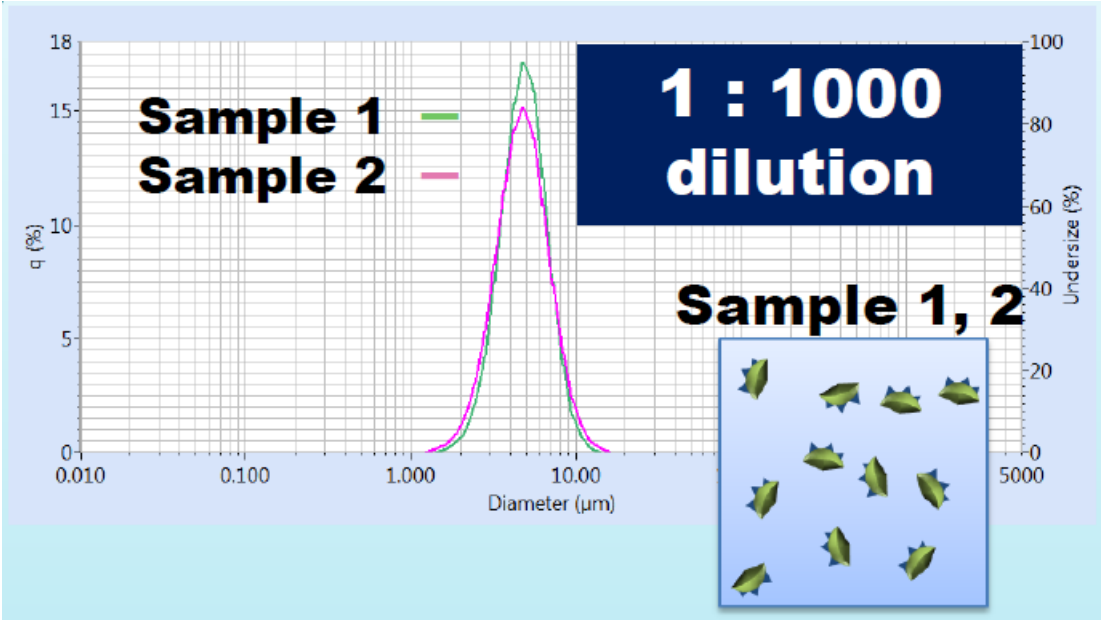 18
15
10
5
0
q (%)
Sample 1
Sample 2
1 : 1000
dilution
100
80
60
40
20
0
Undersize (%)
Sample 1, 2
0.010
0.100
1.000
10.00
5000
Diameter (μm)